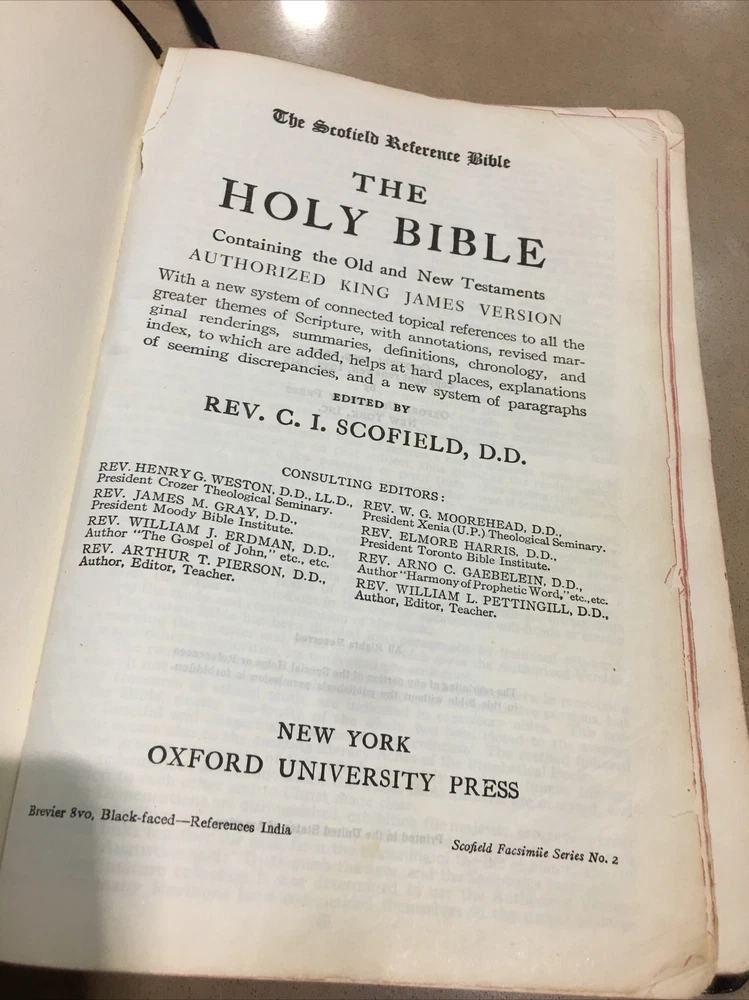 The Scofield Reference Bible
THE
HOLY BIBLE
Containing the Old and New Testaments
AUTHORIZED KING JAMES VERSION
With a new system of connected topical references to all the
greater themes of Scripture, with annotations, revised mar-
ginal renderings, summaries, definitions, chronology, and
index, to which are added, helps at hard places, explanations
of seeming discrepancies, and a new system of paragraphs
EDITED BY
REV. C. I. SCOFIELD, D.D.
CONSULTING EDITORS:
REV. HENRY G. WESTON, D.D., LL.D.,
President Crozer Theological Seminary.
REV. JAMES M. GRAY, D.D.,
President Moody Bible Institute.
REV. WILLIAM J. ERDMAN, D.D.,
Author "The Gospel of John," etc., etc.
REV. ARTHUR T. PIERSON, D.D.,
Author, Editor, Teacher.
REV. W. G. MOOREHEAD, D.D.,
President Xenia (U.P.) Theological Seminary.
REV. ELMORE HARRIS, D.D.,
President Toronto Bible Institute.
REV. ARNO C. GAEBELEIN, D.D.,
Author "Harmony of Prophetic Word," etc., etc.
REV. WILLIAM L. PETTINGILL, D.D.,
Author, Editor, Teacher.
NEW YORK
OXFORD UNIVERSITY PRESS
Brevier 8vo, Black-faced—References India
Scofield Facsimile Series No. 2